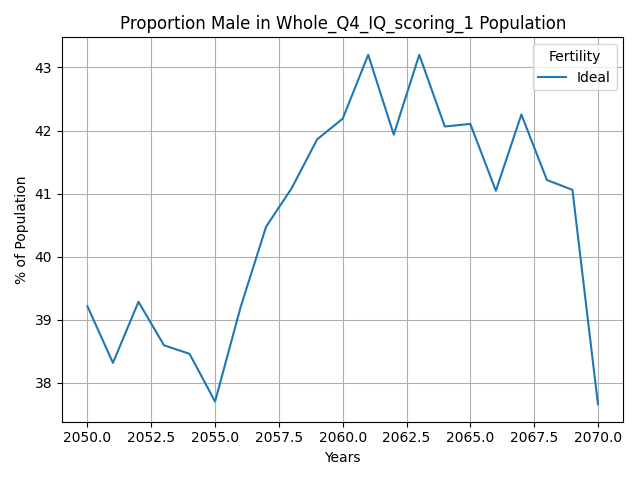 Proportion Male in Whole_Q4_IQ_scoring_1 Population
Fertility
Ideal
% of Population
43
42
41
40
39
38
2050.0 2052.5 2055.0 2057.5 2060.0 2062.5 2065.0 2067.5 2070.0
Years